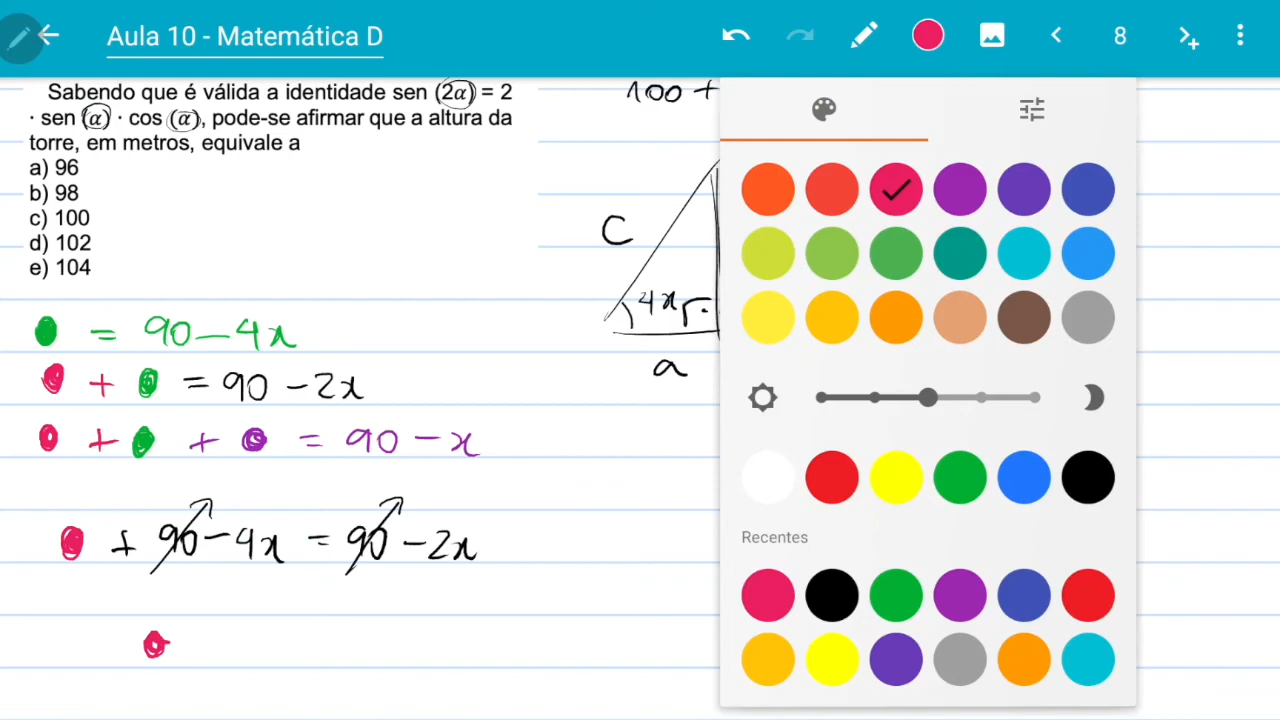 Aula 10 - Matemática D
8
Sabendo que é válida a identidade sen (2α) = 2
· sen (α) · cos (α), pode-se afirmar que a altura da
torre, em metros, equivale a
a) 96
b) 98
c) 100
d) 102
e) 104
100 +
C
4x
a
= 90 - 4x
+ = 90 - 2x
+ + = 90 - x
+ 90 - 4x = 90 - 2x
Recentes